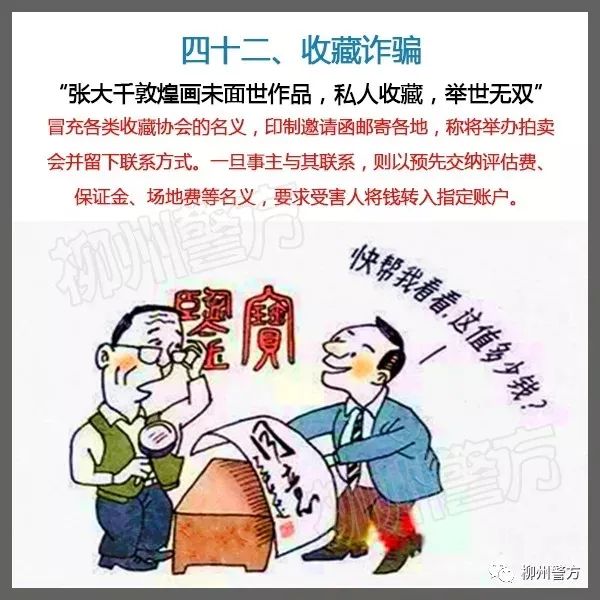 四十二、收藏诈骗
“张大千敦煌画未面世作品，私人收藏，举世无双”
冒充各类收藏协会的名义，印制邀请函邮寄各地，称将举办拍卖
会并留下联系方式。一旦事主与其联系，则以预先交纳评估费、
保证金、场地费等名义，要求受害人将钱转入指定账户。
柳州警方
快帮我看看,这值多少钱?
鑒寶
柳州警方
柳州警方